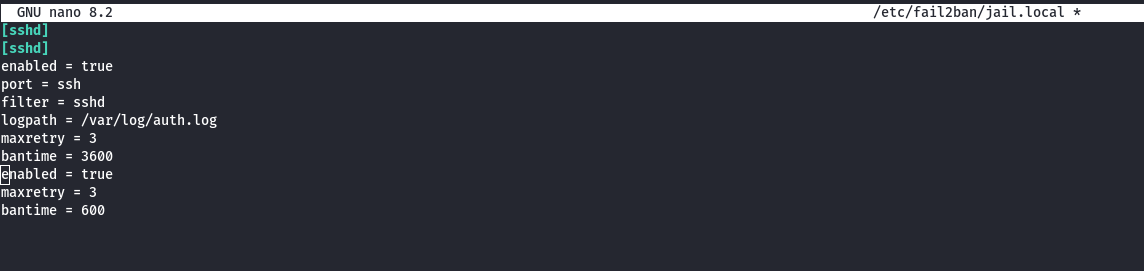 GNU nano 8.2 /etc/fail2ban/jail.local *
[sshd]
[sshd]
enabled = true
port = ssh
filter = sshd
logpath = /var/log/auth.log
maxretry = 3
bantime = 3600
enabled = true
maxretry = 3
bantime = 600